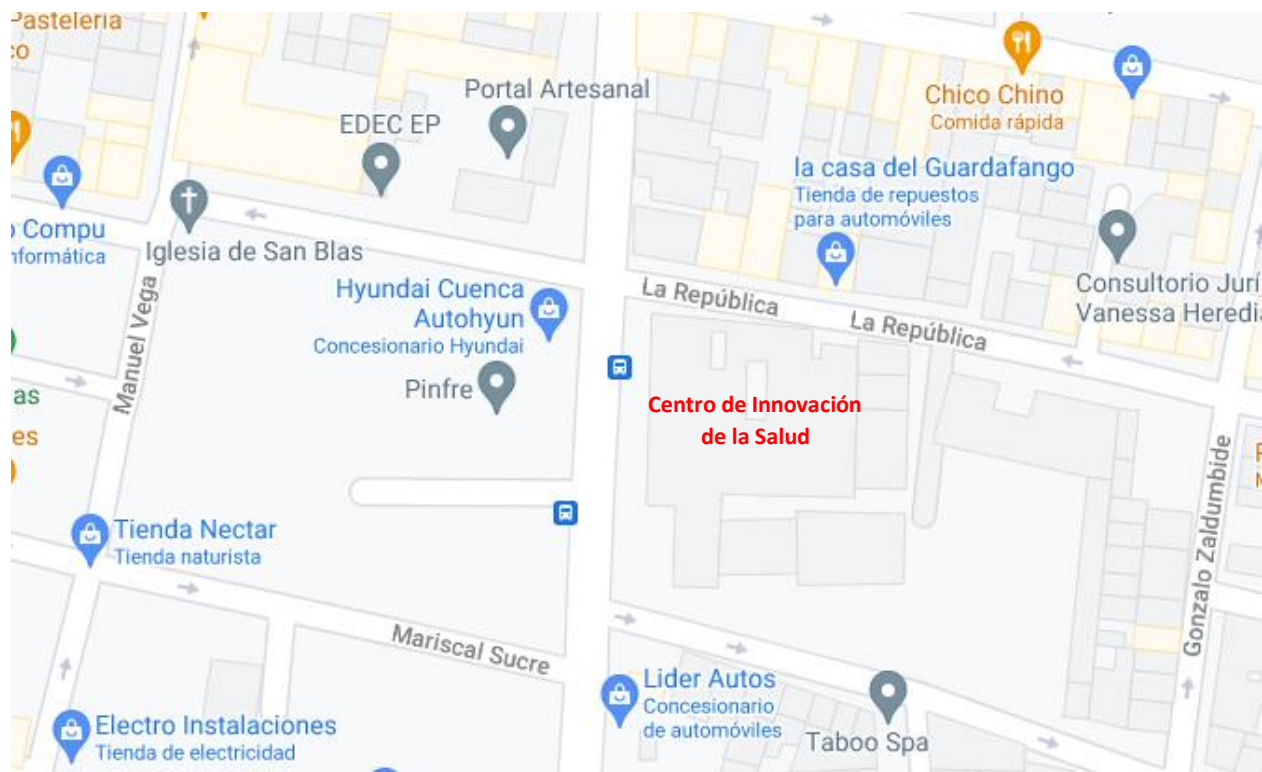 Pastelería
co
Portal Artesanal
EDEC EP
Chico Chino
Comida rápida
la casa del Guardafango
Tienda de repuestos
para automóviles
o Compu
nformática
Iglesia de San Blas
Hyundai Cuenca
Autohyun
Concesionario Hyundai
Pinfre
Manuel Vega
La República
La República
Consultorio Jurí
Vanessa Heredia
as
es
Centro de Innovación
de la Salud
Gonzalo Zaldumbide
Tienda Nectar
Tienda naturista
Mariscal Sucre
Lider Autos
Concesionario
de automóviles
Taboo Spa
Electro Instalaciones
Tienda de electricidad